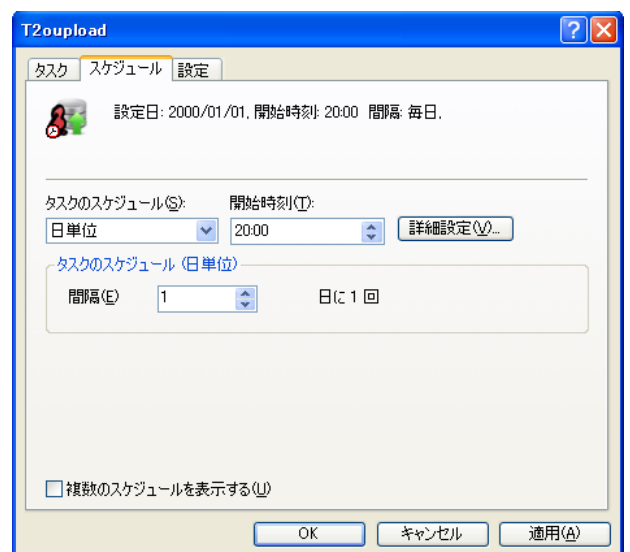 T2oupload
タスク スケジュール 設定
設定日: 2000/01/01, 開始時刻: 20:00 間隔: 毎日,
タスクのスケジュール(S): 開始時刻(T):
日単位 20:00 詳細設定(V)...
タスクのスケジュール (日単位)
間隔(E) 1 日に 1 回
複数のスケジュールを表示する(U)
OK キャンセル 適用(A)